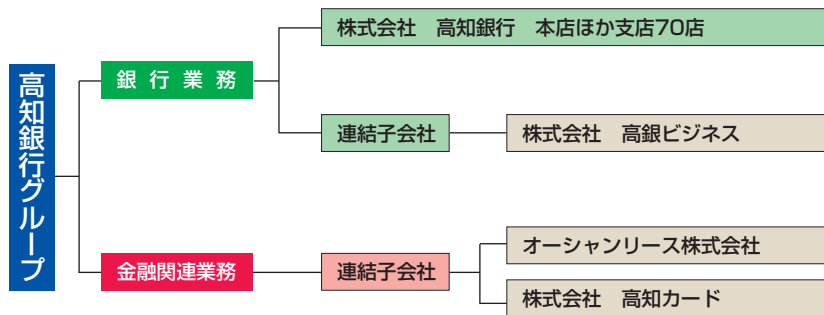 高知銀行グループ
銀行業務
株式会社　高知銀行　本店ほか支店70店
連結子会社
株式会社　高銀ビジネス
金融関連業務
連結子会社
オーシャンリース株式会社
株式会社　高知カード